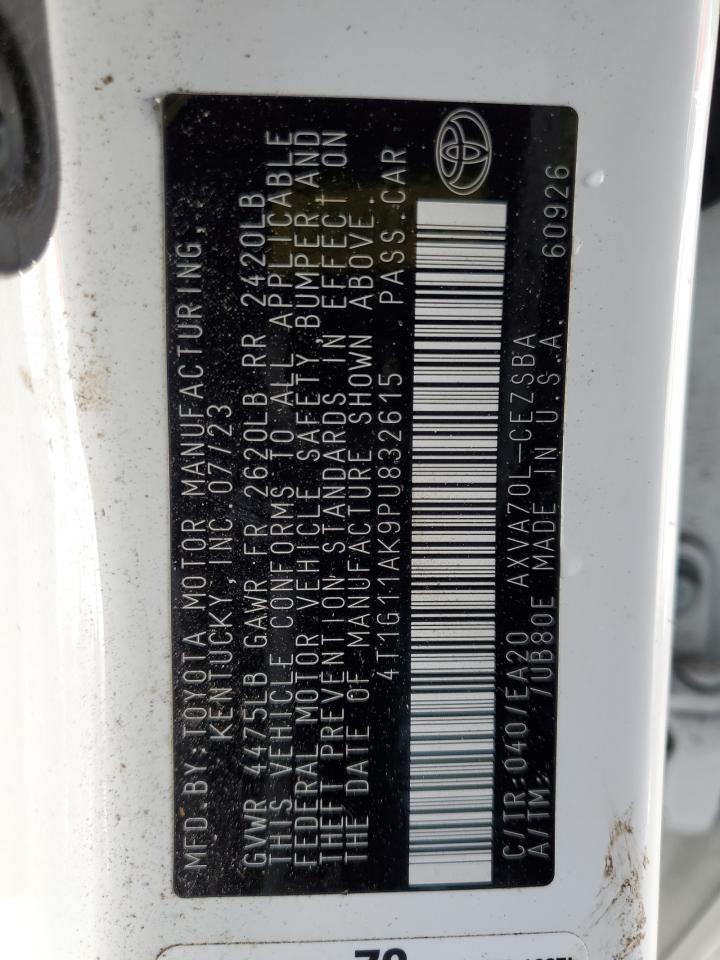 MFD.BY:TOYOTA MOTOR MANUFACTURING,
KENTUCKY, INC. 07/23
GVWR 4475LB GAWR FR 2620LB RR 2420LB
THIS VEHICLE CONFORMS TO ALL APPLICABLE
FEDERAL MOTOR VEHICLE SAFETY, BUMPER, AND
THEFT PREVENTION STANDARDS IN EFFECT ON
THE DATE OF MANUFACTURE SHOWN ABOVE.
4T1G11AK9PU832615 PASS.CAR
C/TR:040/EA20 AXVA70L-CEZSBA
A/TM: /UB80E MADE IN U.S.A 60926